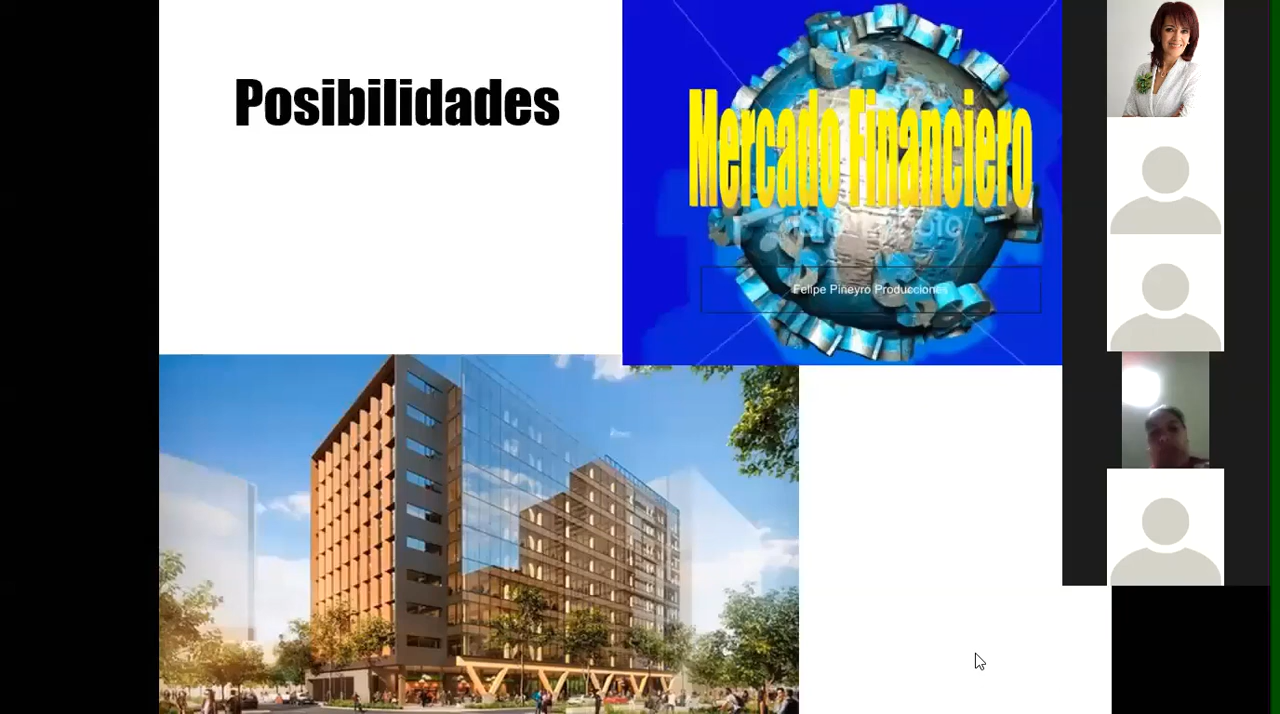 Posibilidades
Mercado Financiero
Felipe Pineyro Producciones